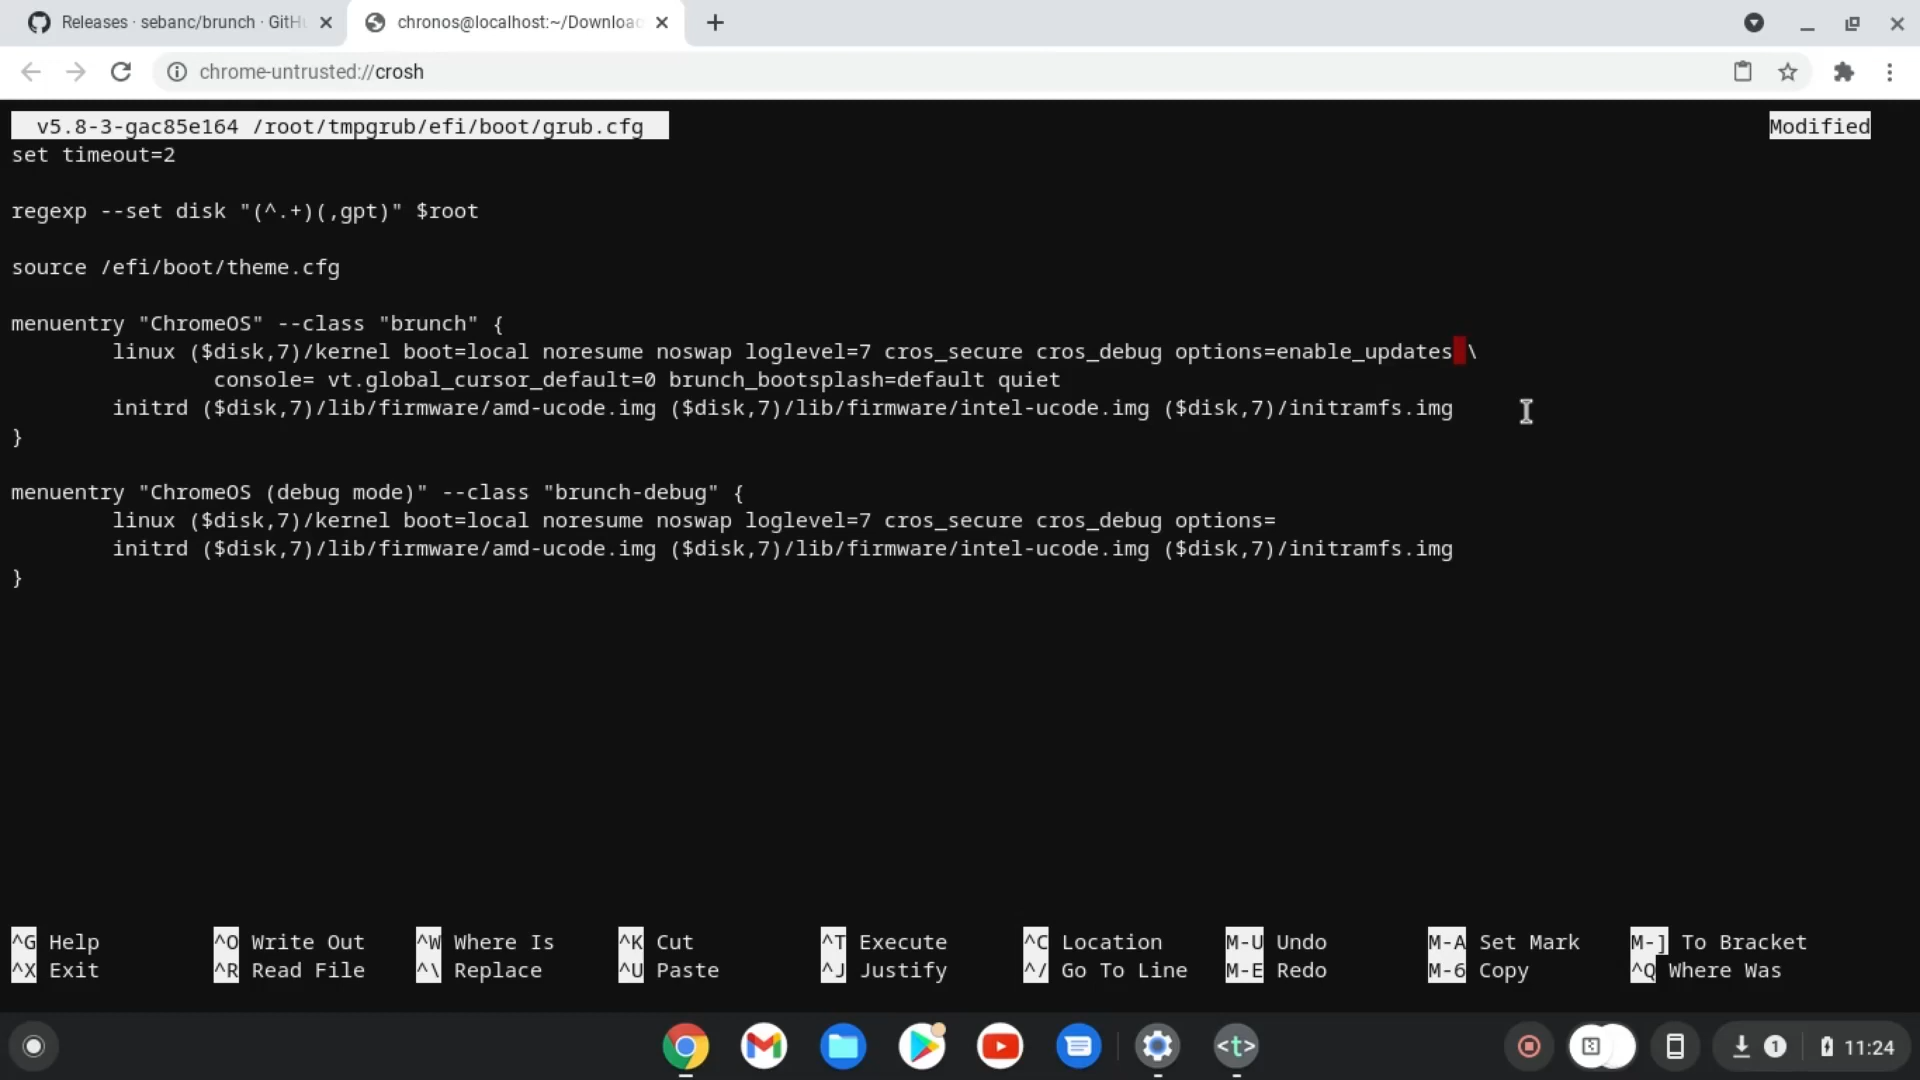 Releases · sebanc/brunch · GitHu
chronos@localhost:~/Downloa
chrome-untrusted://crosh
v5.8-3-gac85e164 /root/tmpgrub/efi/boot/grub.cfg Modified
set timeout=2
regexp --set disk "(^.+)(,gpt)" $root
source /efi/boot/theme.cfg
menuentry "ChromeOS" --class "brunch" {
linux ($disk,7)/kernel boot=local noresume noswap loglevel=7 cros_secure cros_debug options=enable_updates \
console= vt.global_cursor_default=0 brunch_bootsplash=default quiet
initrd ($disk,7)/lib/firmware/amd-ucode.img ($disk,7)/lib/firmware/intel-ucode.img ($disk,7)/initramfs.img
}
menuentry "ChromeOS (debug mode)" --class "brunch-debug" {
linux ($disk,7)/kernel boot=local noresume noswap loglevel=7 cros_secure cros_debug options=
initrd ($disk,7)/lib/firmware/amd-ucode.img ($disk,7)/lib/firmware/intel-ucode.img ($disk,7)/initramfs.img
}
^G Help ^O Write Out ^W Where Is ^K Cut ^T Execute ^C Location M-U Undo M-A Set Mark M-] To Bracket
^X Exit ^R Read File ^\ Replace ^U Paste ^J Justify ^/ Go To Line M-E Redo M-6 Copy ^Q Where Was
<t> 1 11:24